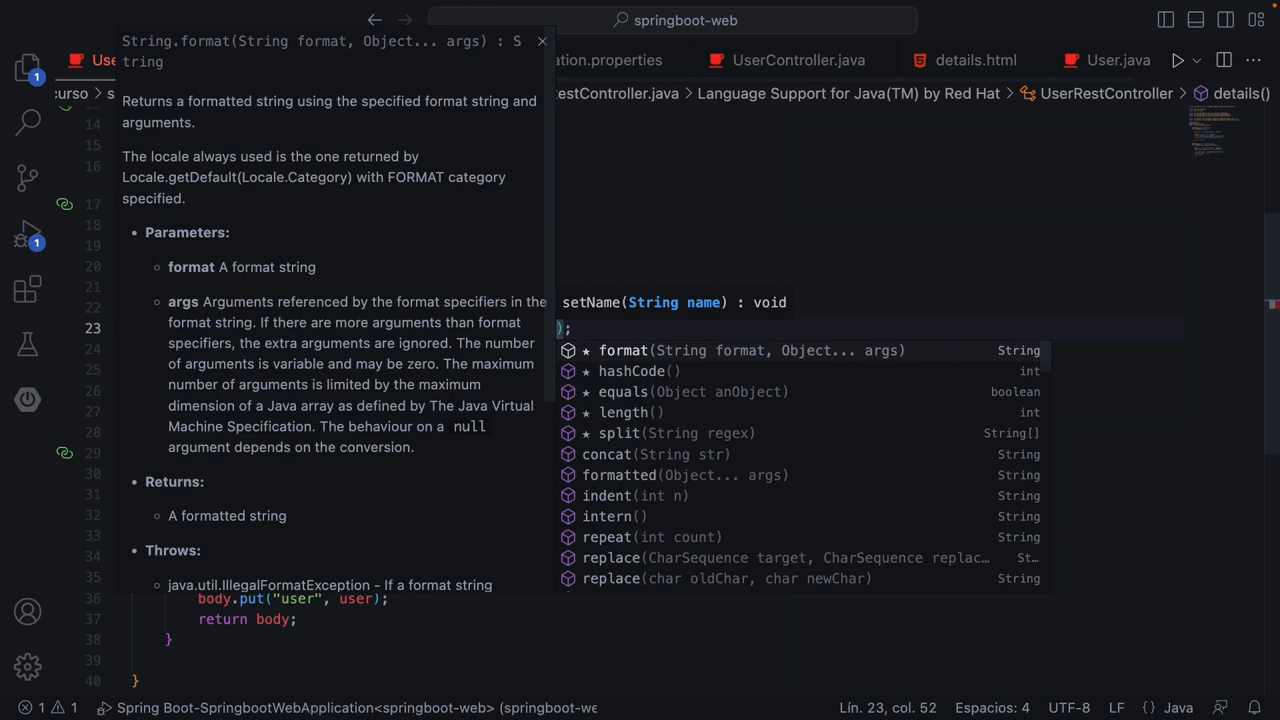 springboot-web
String.format(String format, Object... args) : S
tring
Use
ation.properties
UserController.java
details.html
User.java
curso
s
estController.java
Language Support for Java(TM) by Red Hat
UserRestController
details()
Returns a formatted string using the specified format string and
arguments.
The locale always used is the one returned by
Locale.getDefault(Locale.Category) with FORMAT category
specified.
• Parameters:
format A format string
args Arguments referenced by the format specifiers in the
format string. If there are more arguments than format
specifiers, the extra arguments are ignored. The number
of arguments is variable and may be zero. The maximum
number of arguments is limited by the maximum
dimension of a Java array as defined by The Java Virtual
Machine Specification. The behaviour on a null
argument depends on the conversion.
• Returns:
A formatted string
• Throws:
java.util.IllegalFormatException - If a format string
14
15
16
17
18
19
20
21
22
23
24
25
26
27
28
29
30
31
32
33
34
35
36 body.put("user", user);
37 return body;
38 }
39
40 }
setName(String name) : void
);
★ format(String format, Object... args) String
★ hashCode() int
★ equals(Object anObject) boolean
★ length() int
★ split(String regex) String[]
concat(String str) String
formatted(Object... args) String
indent(int n) String
intern() String
repeat(int count) String
replace(CharSequence target, CharSequence replac… St…
replace(char oldChar, char newChar) String
1
1
1 1 Spring Boot-SpringbootWebApplication<springboot-web> (springboot-we
Lín. 23, col. 52
Espacios: 4
UTF-8
LF
{ } Java